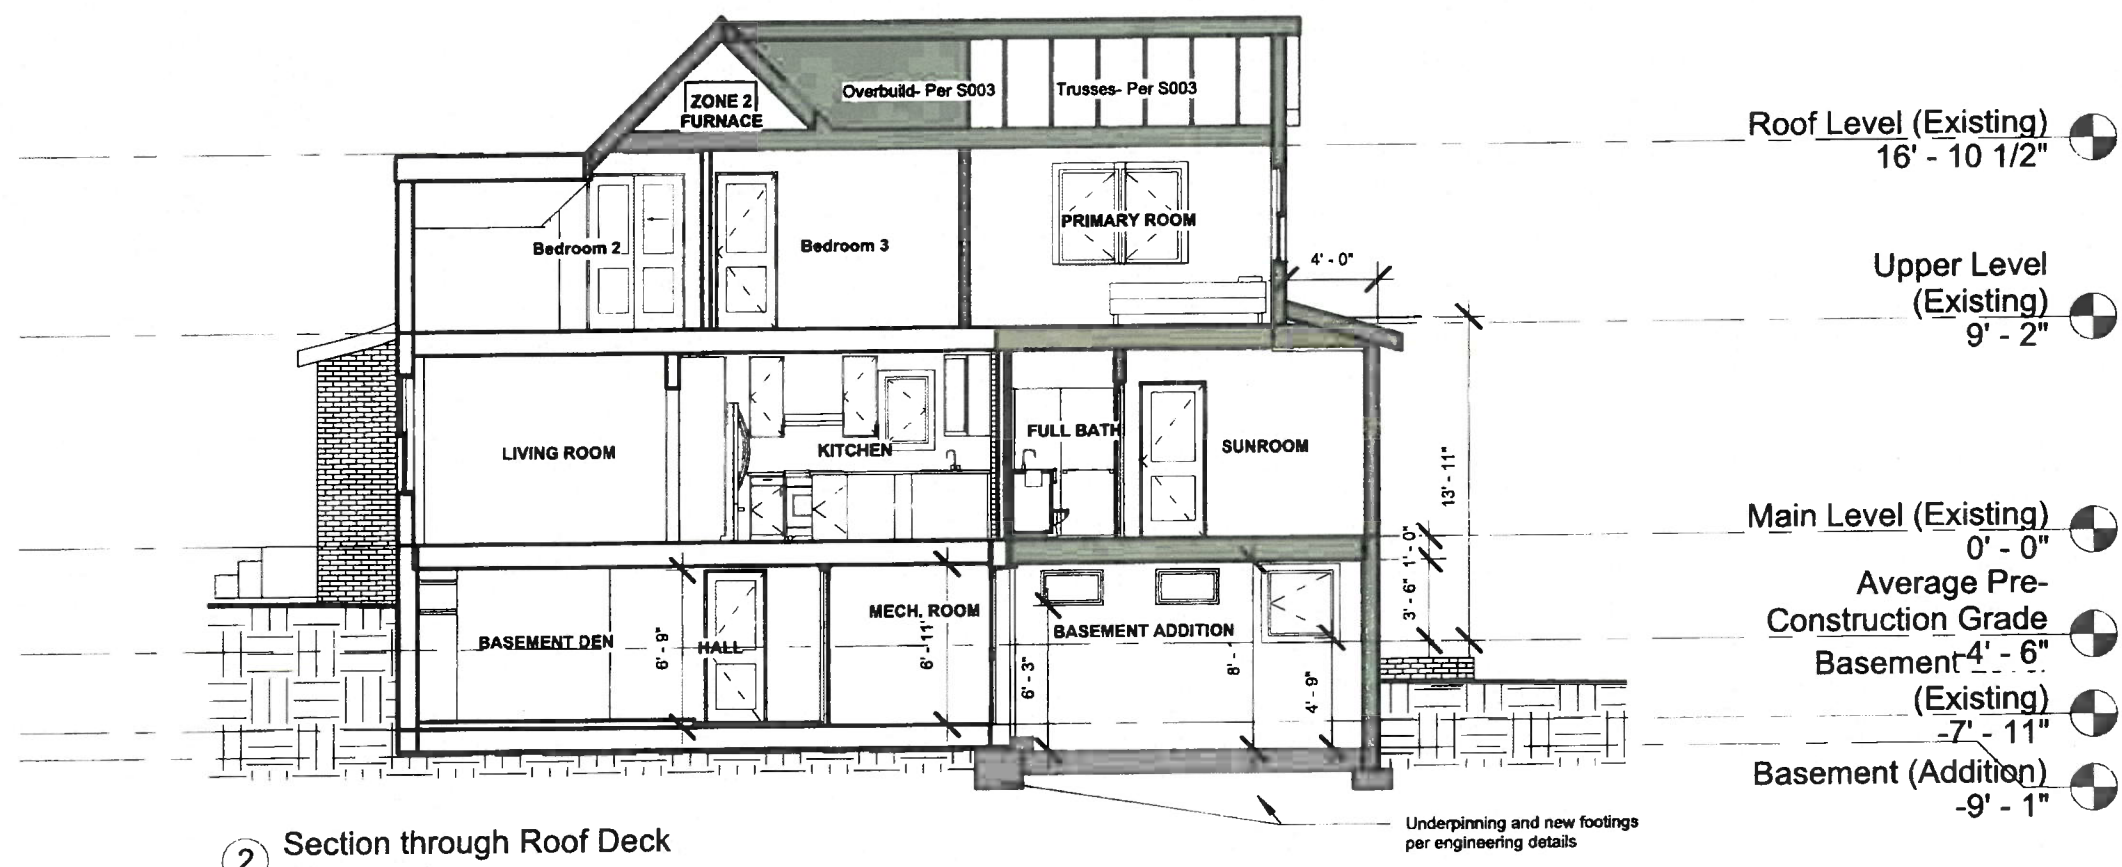 ZONE 2
FURNACE
Overbuild- Per S003
Trusses- Per S003
Roof Level (Existing)
16' - 10 1/2"
Bedroom 2
Bedroom 3
PRIMARY ROOM
4' - 0"
Upper Level
(Existing)
9' - 2"
LIVING ROOM
KITCHEN
FULL BATH
SUNROOM
13' - 11"
Main Level (Existing)
0' - 0"
1' - 0"
3' - 6"
Average Pre-
Construction Grade
-4' - 6"
BASEMENT DEN
6' - 9"
HALL
MECH. ROOM
6' - 11"
BASEMENT ADDITION
6' - 3"
8' -
4' - 9"
Basement
(Existing)
-7' - 11"
Basement (Addition)
-9' - 1"
Underpinning and new footings
per engineering details
2
Section through Roof Deck